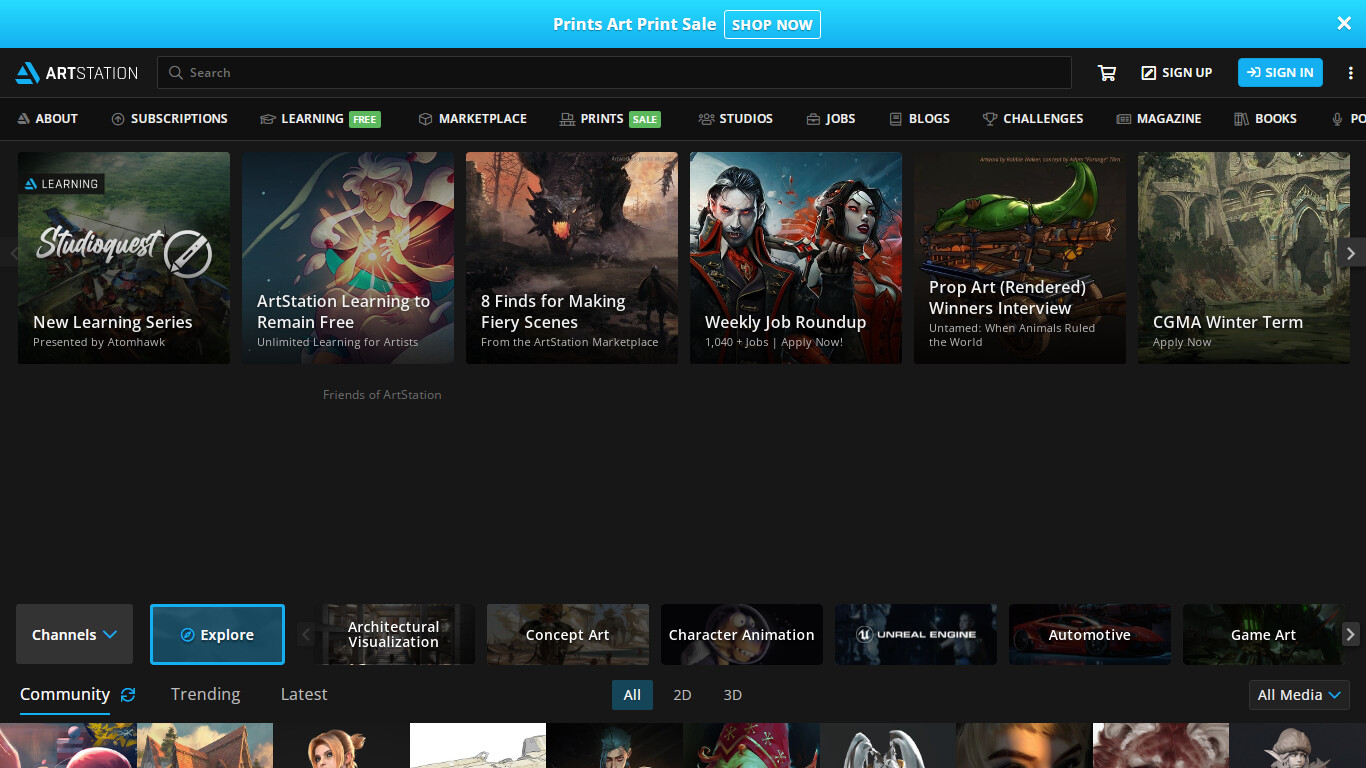 Prints Art Print Sale SHOP NOW
ARTSTATION Search SIGN UP SIGN IN
ABOUT SUBSCRIPTIONS LEARNING FREE MARKETPLACE PRINTS SALE STUDIOS JOBS BLOGS CHALLENGES MAGAZINE BOOKS PO
LEARNING
Studioquest
New Learning Series
Presented by Atomhawk
ArtStation Learning to
Remain Free
Unlimited Learning for Artists
8 Finds for Making
Fiery Scenes
From the ArtStation Marketplace
Weekly Job Roundup
1,040 + Jobs | Apply Now!
Prop Art (Rendered)
Winners Interview
Untamed: When Animals Ruled
the World
CGMA Winter Term
Apply Now
Friends of ArtStation
Channels Explore
Architectural
Visualization
Concept Art
Character Animation
UNREAL ENGINE
Automotive
Game Art
Community Trending Latest All 2D 3D All Media